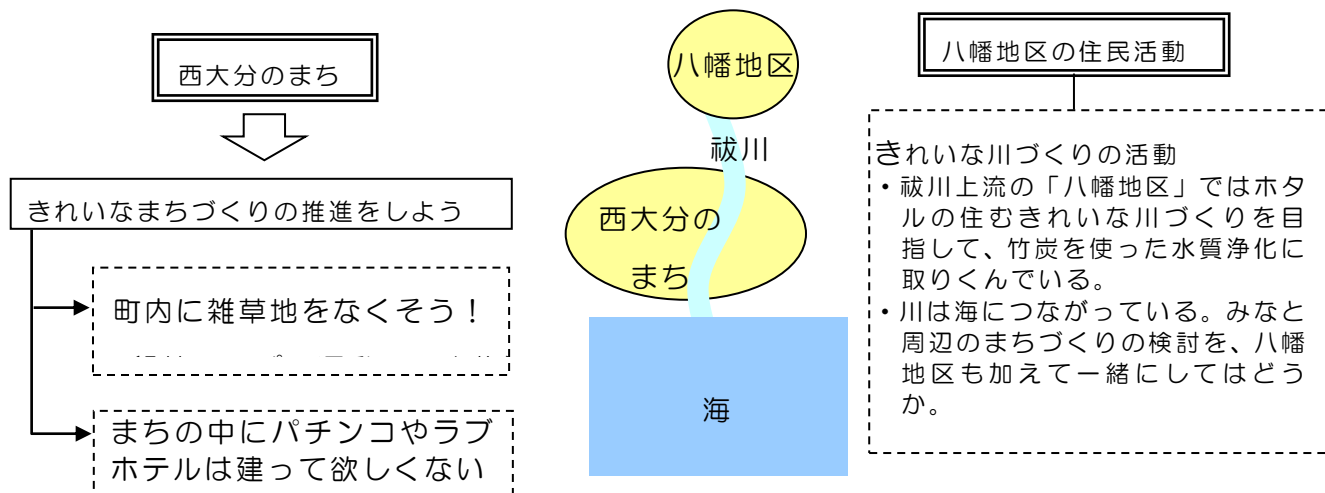 西大分のまち
きれいなまちづくりの推進をしよう
町内に雑草地をなくそう！
まちの中にパチンコやラブ
ホテルは建って欲しくない
八幡地区
祓川
西大分の
まち
海
八幡地区の住民活動
きれいな川づくりの活動
・祓川上流の「八幡地区」ではホタ
ルの住むきれいな川づくりを目
指して、竹炭を使った水質浄化に
取りくんでいる。
・川は海につながっている。みなと
周辺のまちづくりの検討を、八幡
地区も加えて一緒にしてはどう
か。